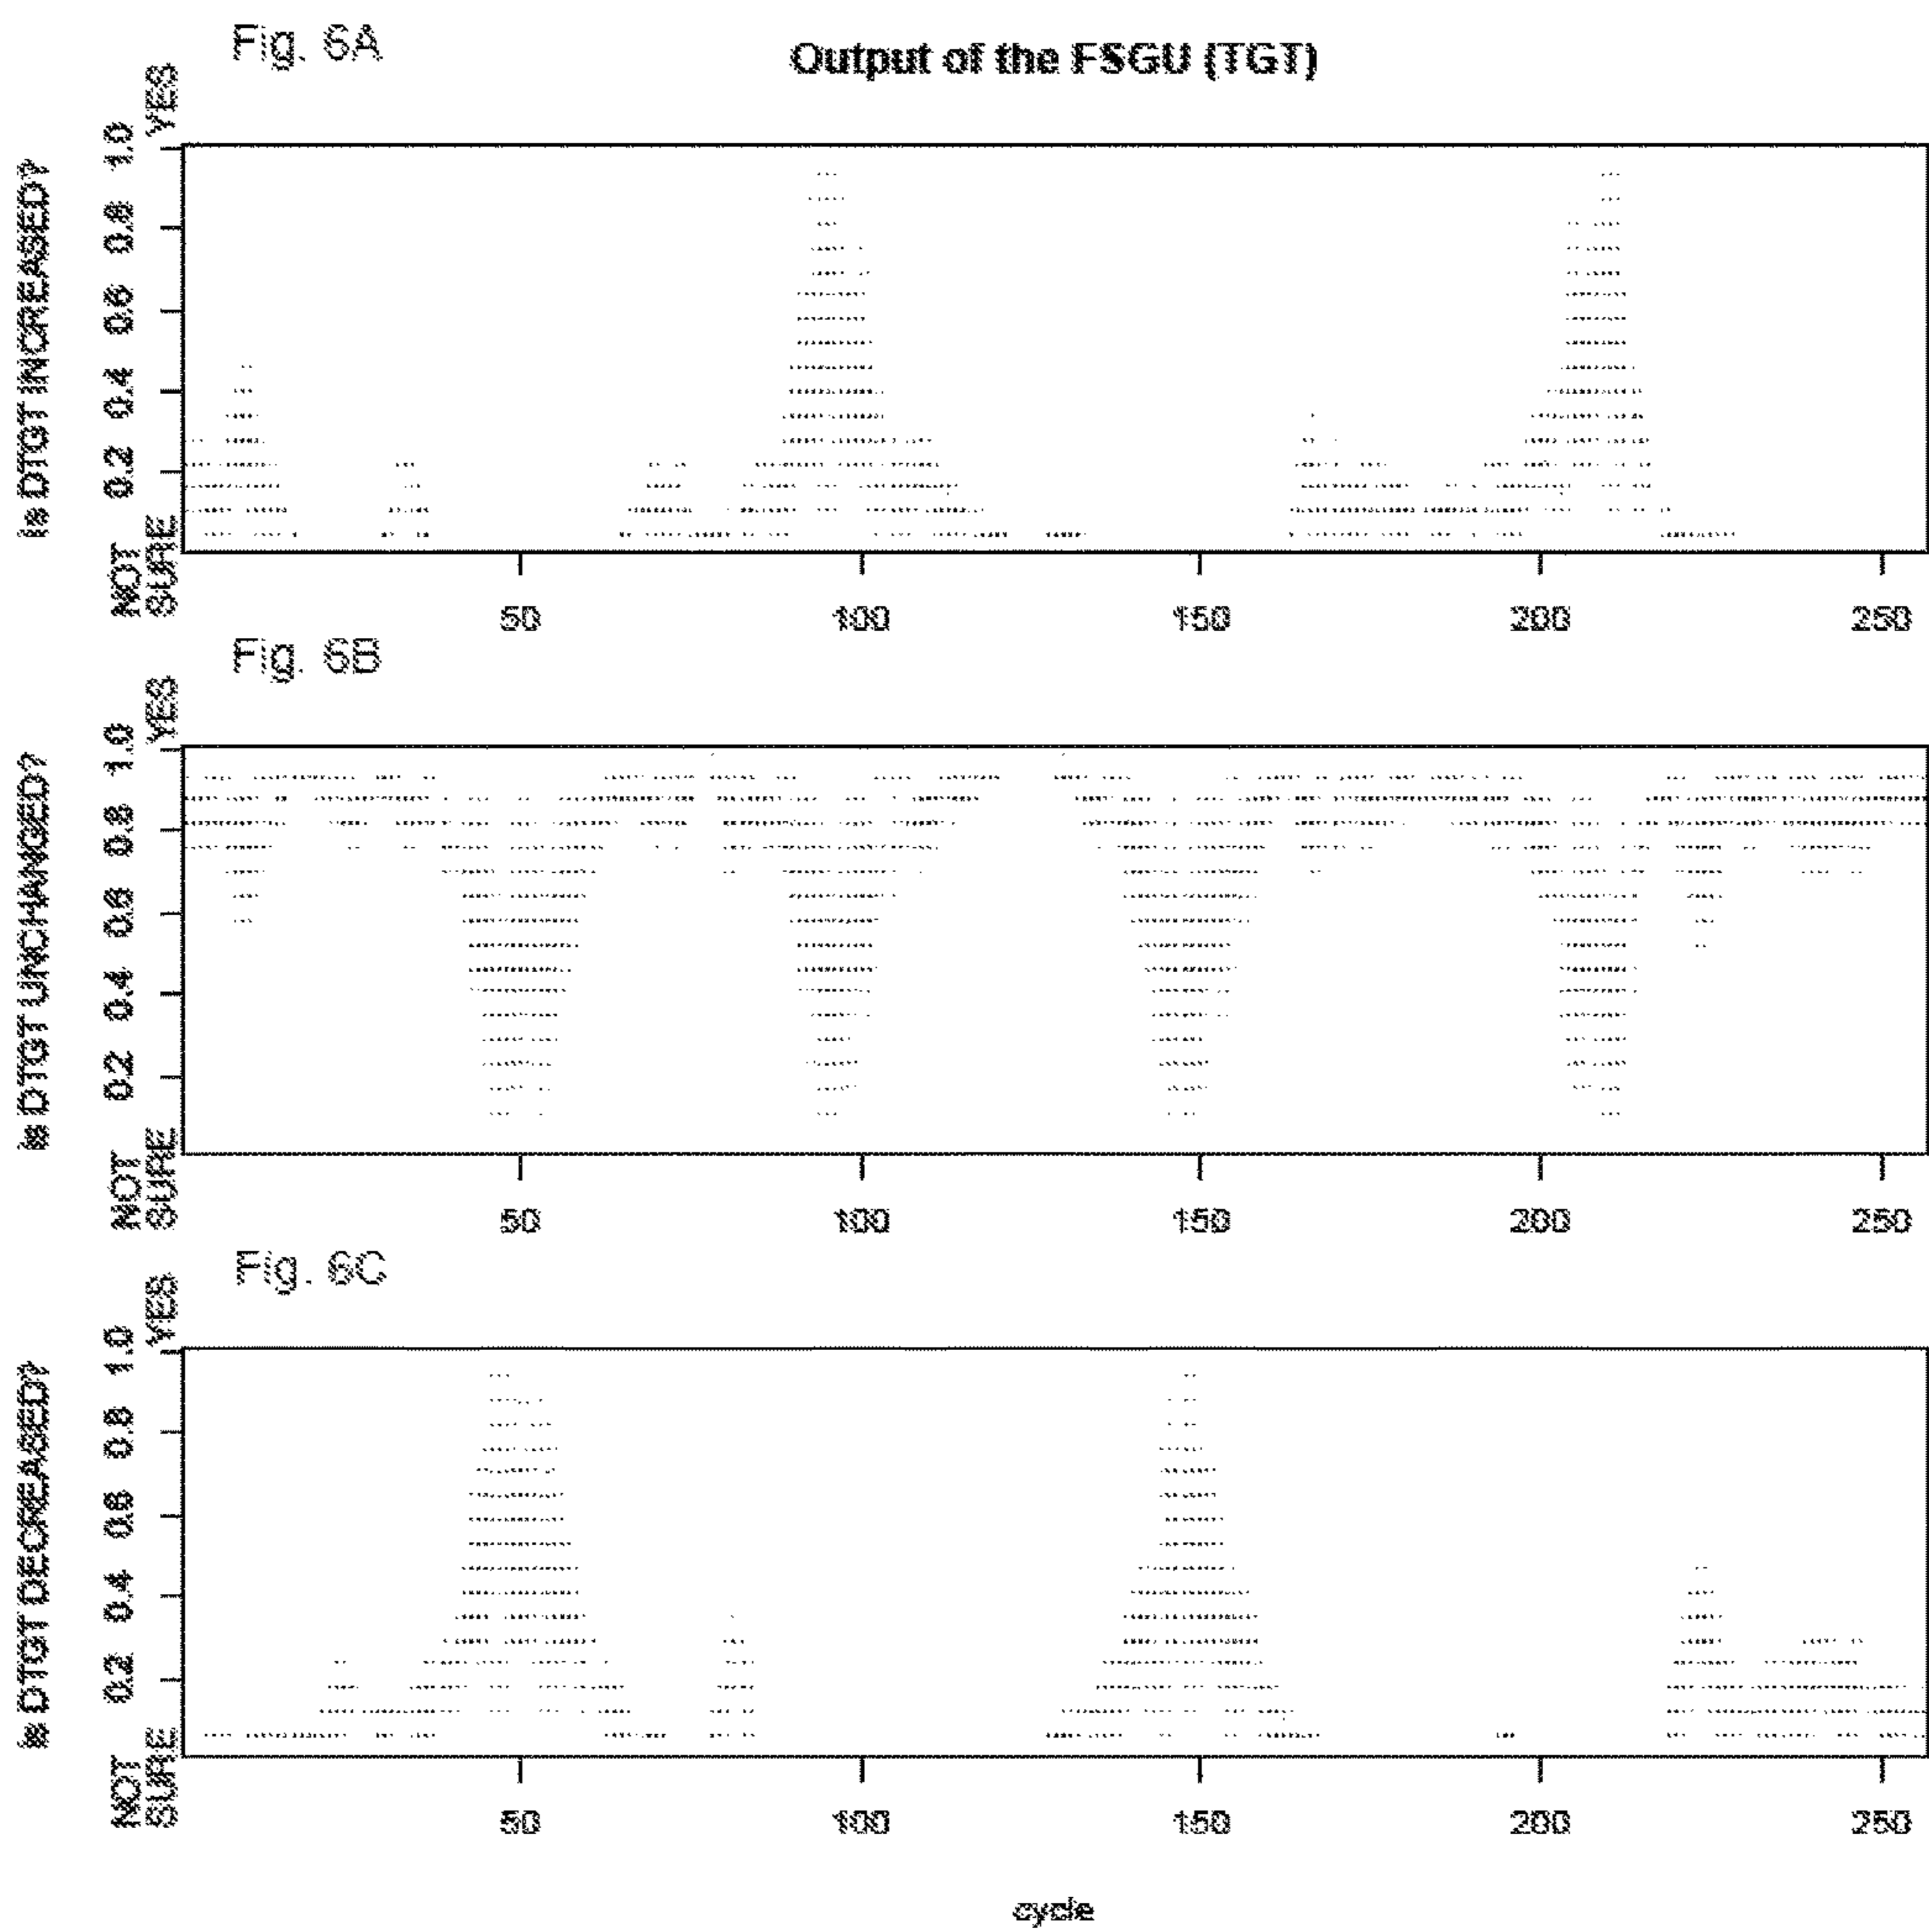 Fig. 6A
Output of the FSGU (TGT)
is DTGT INCREASED?
YES
1.0
0.8
0.6
0.4
0.2
NOT
SURE
50 100 150 200 250
Fig. 6B
is DTGT UNCHANGED?
YES
1.0
0.8
0.6
0.4
0.2
NOT
SURE
50 100 150 200 250
Fig. 6C
is DTGT DECREASED?
YES
1.0
0.8
0.6
0.4
0.2
NOT
SURE
50 100 150 200 250
cycle